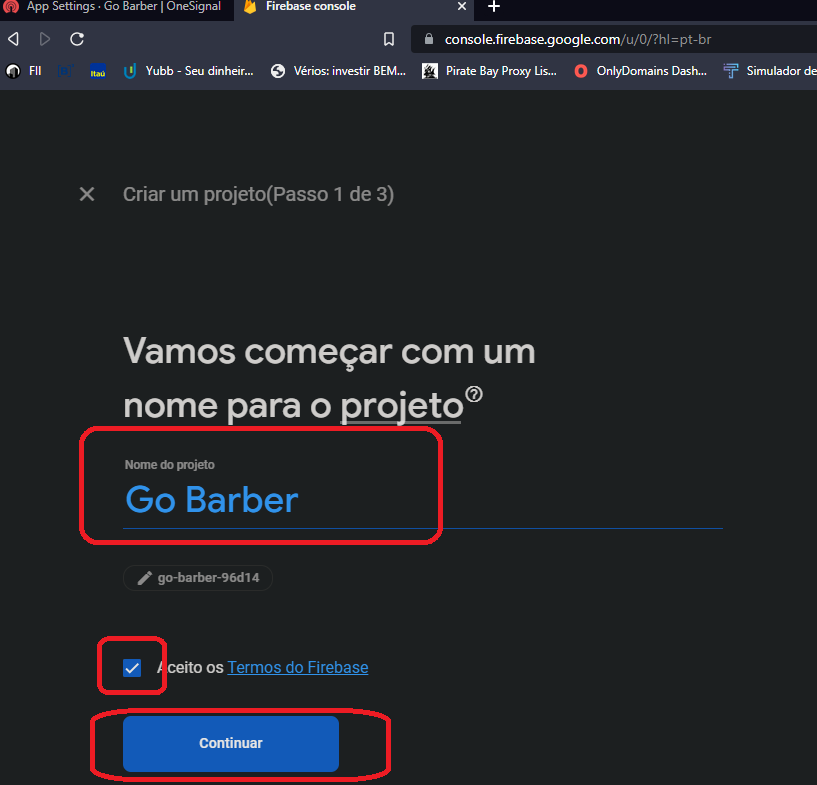 App Settings · Go Barber | OneSignal
Firebase console
console.firebase.google.com/u/0/?hl=pt-br
FII
Itaú
Yubb - Seu dinheir...
Vérios: investir BEM...
Pirate Bay Proxy Lis...
OnlyDomains Dash...
Simulador de
Criar um projeto(Passo 1 de 3)
Vamos começar com um
nome para o projeto
Nome do projeto
Go Barber
go-barber-96d14
Aceito os Termos do Firebase
Continuar